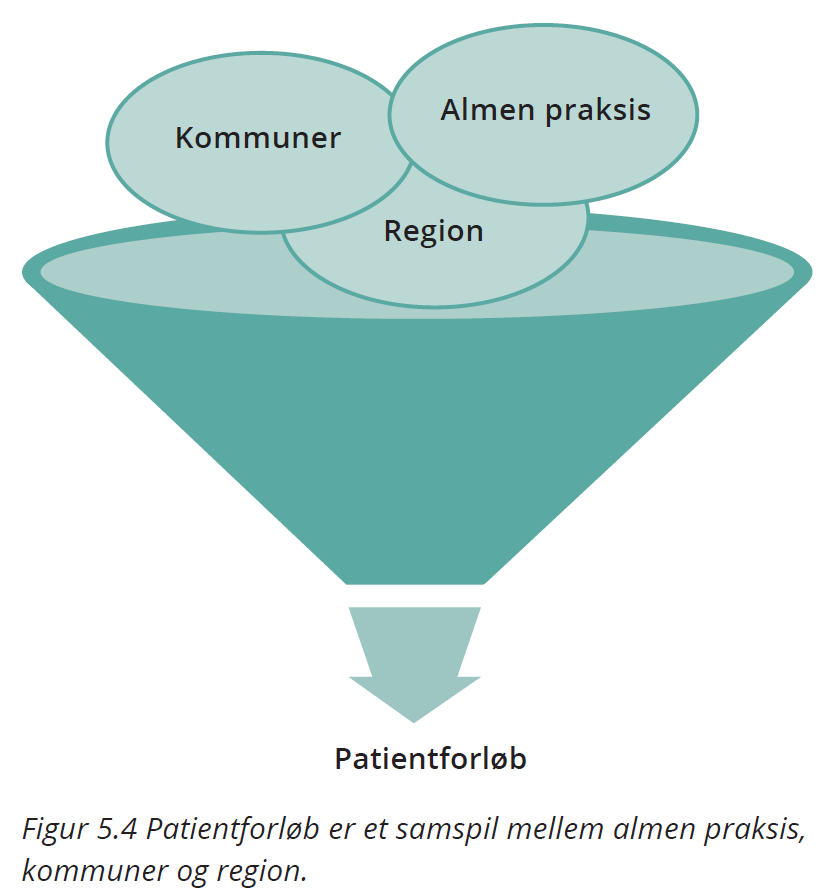 Almen praksis
Kommuner
Region
Patientforløb
Figur 5.4 Patientforløb er et samspil mellem almen praksis,
kommuner og region.